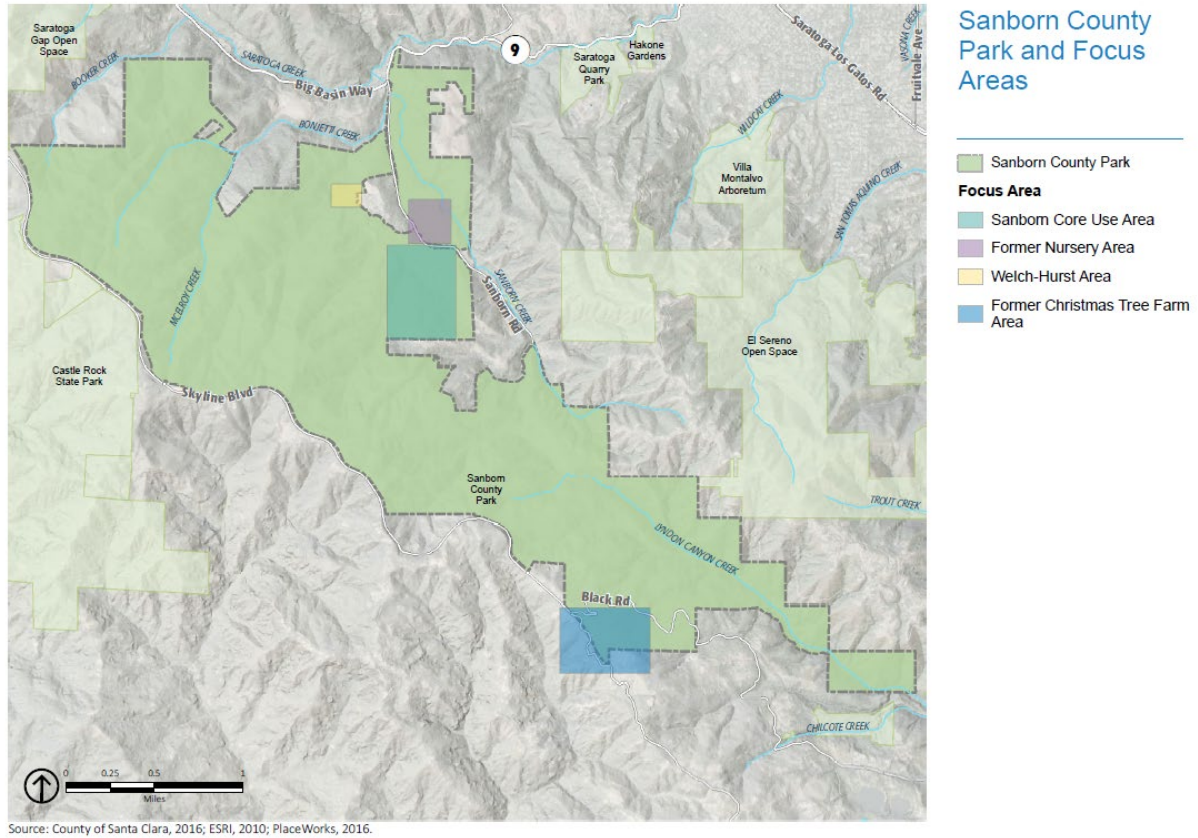 Sanborn County
Park and Focus
Areas
Sanborn County Park
Focus Area
Sanborn Core Use Area
Former Nursery Area
Welch-Hurst Area
Former Christmas Tree Farm
Area
Saratoga
Gap Open
Space
BOOKER CREEK
SARATOGA CREEK
Big Basin Way
BONJETTI CREEK
9
Saratoga
Quarry
Park
Hakone
Gardens
Saratoga Los Gatos Rd
VASONA CREEK
Fruitvale Ave
WILDCAT CREEK
Villa
Montalvo
Arboretum
SAN TOMAS AQUINO CREEK
MCELROY CREEK
SANBORN CREEK
Sanborn Rd
El Sereno
Open Space
Castle Rock
State Park
Skyline Blvd
Sanborn
County
Park
TROUT CREEK
LYNDON CANYON CREEK
Black Rd
CHILCOTE CREEK
0 0.25 0.5 1
Miles
Source: County of Santa Clara, 2016; ESRI, 2010; PlaceWorks, 2016.